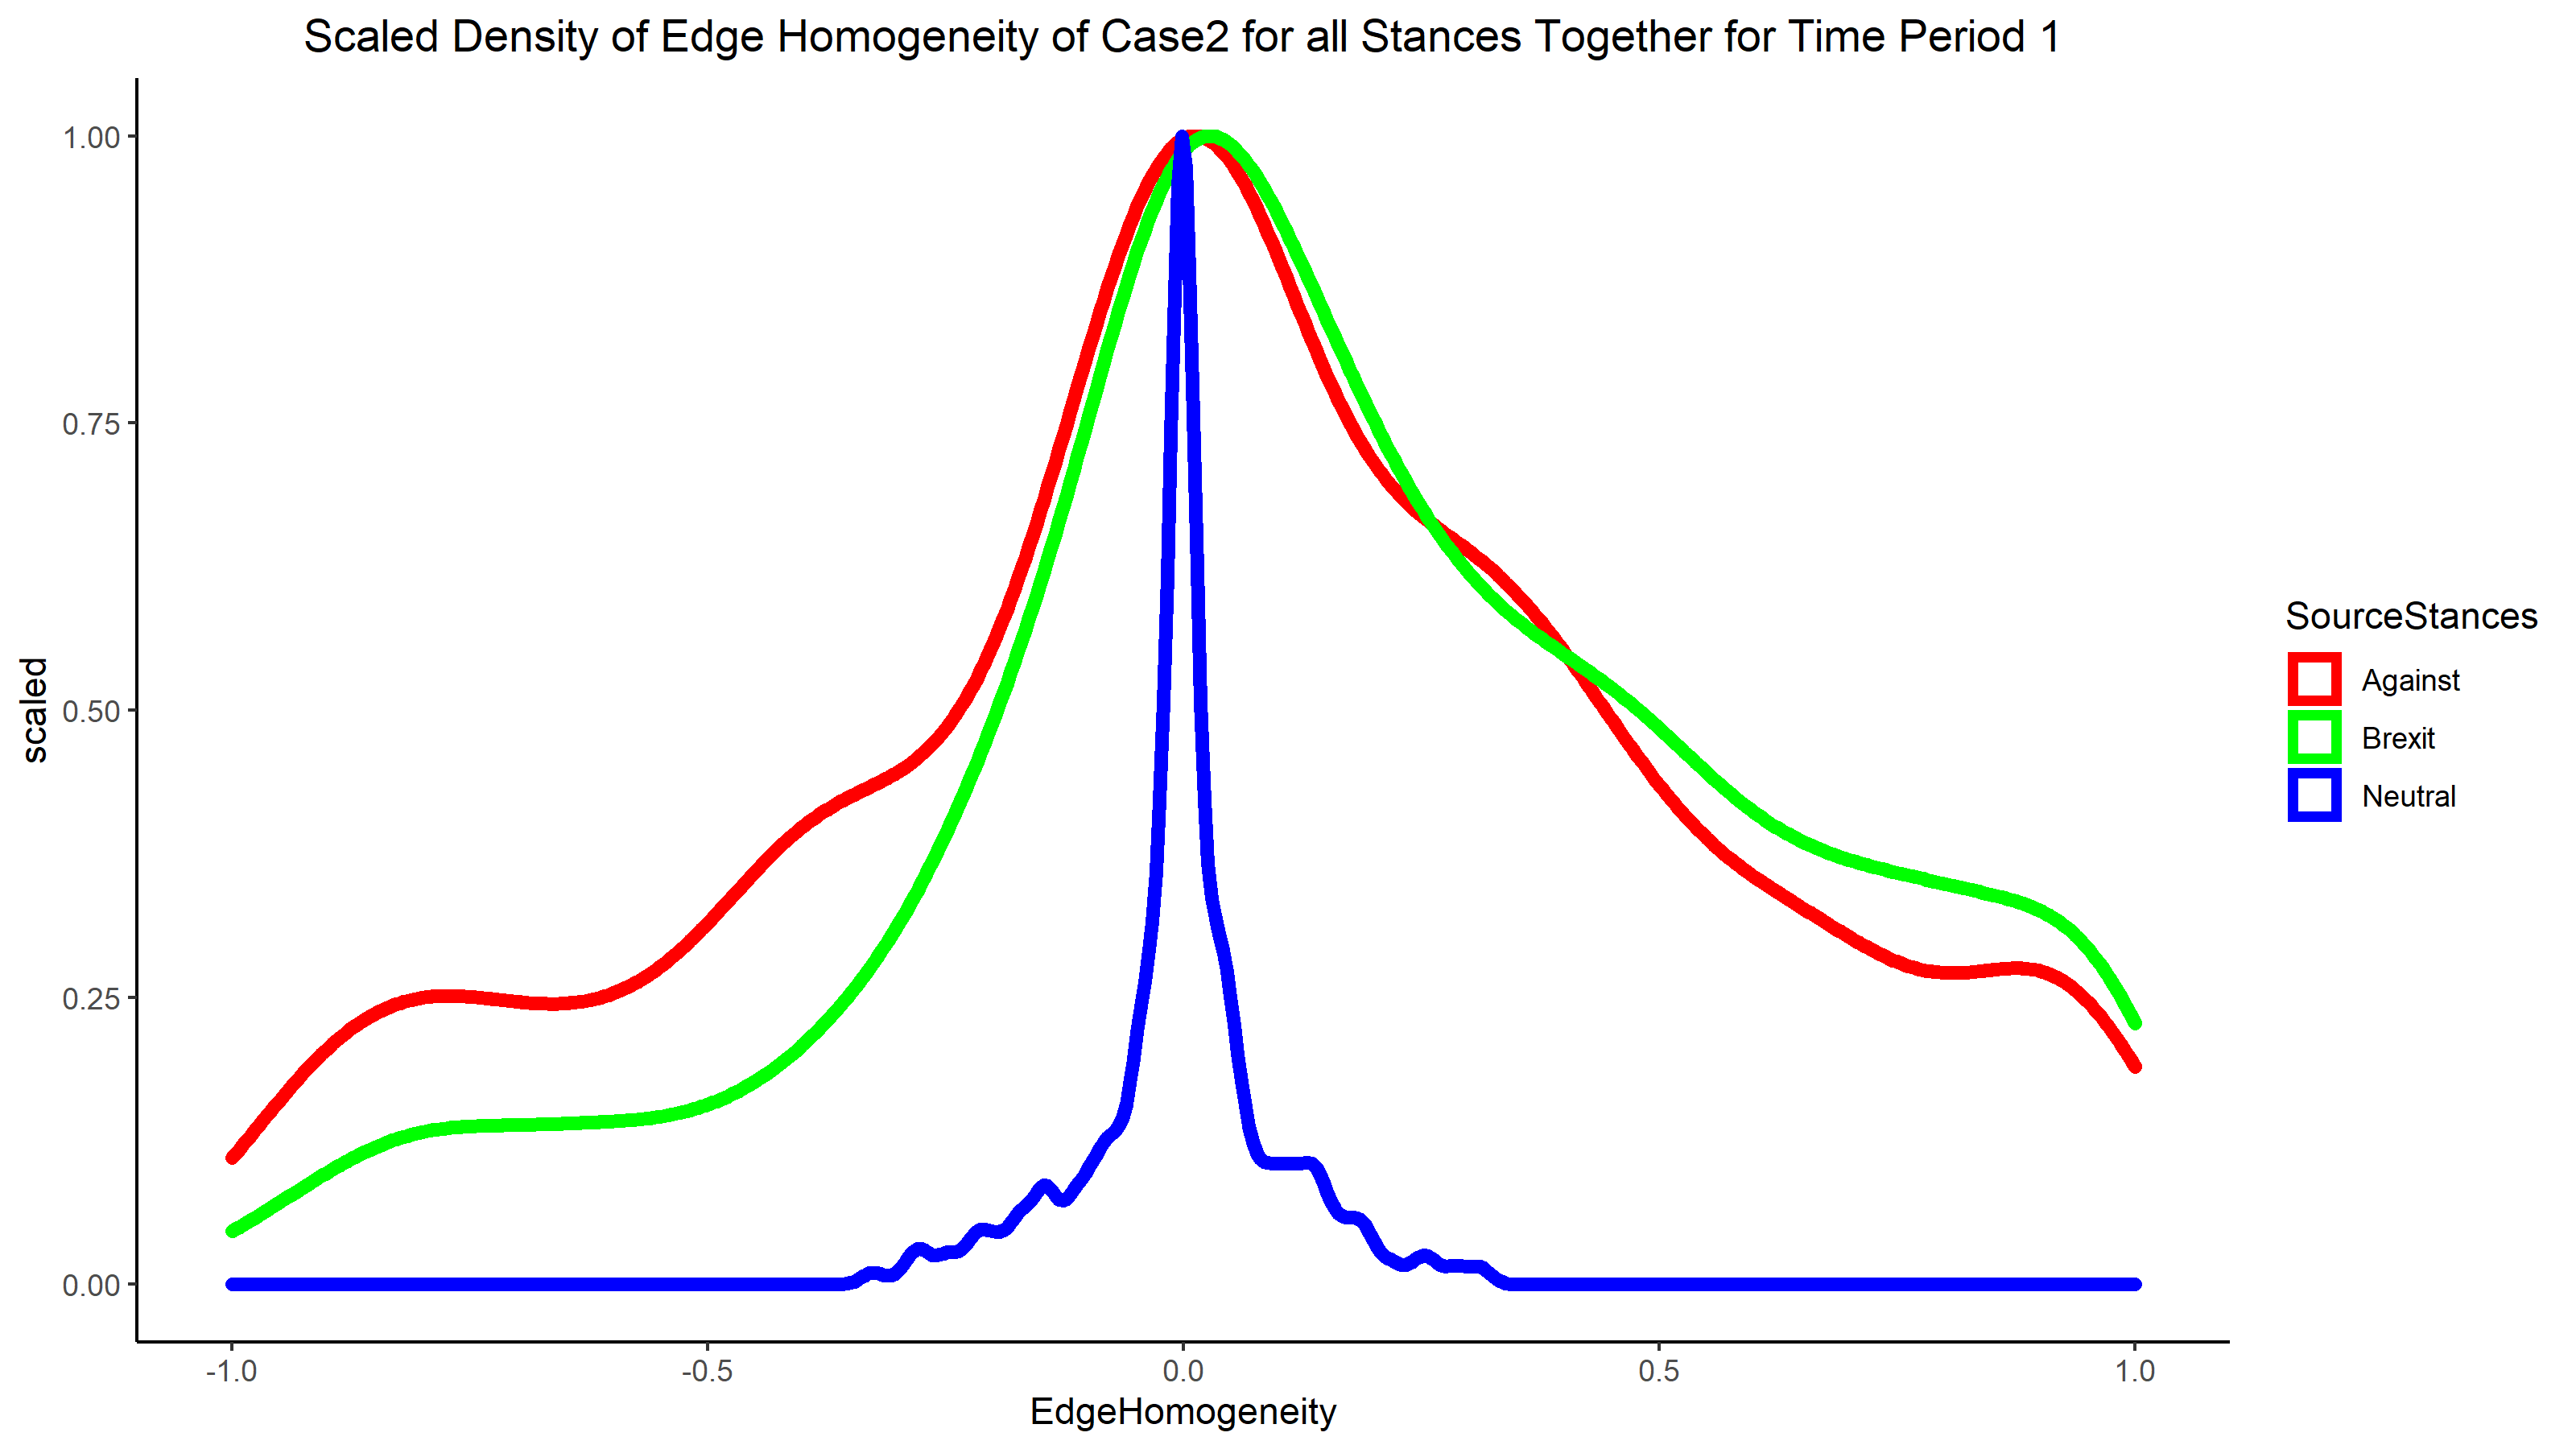 Scaled Density of Edge Homogeneity of Case2 for all Stances Together for Time Period 1
scaled
1.00
0.75
0.50
0.25
0.00
-1.0
-0.5
0.0
0.5
1.0
EdgeHomogeneity
SourceStances
Against
Brexit
Neutral